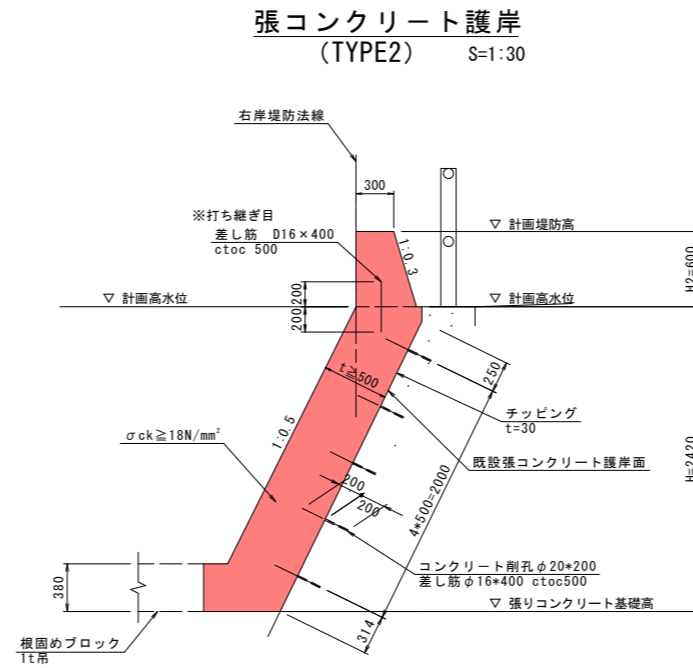 張コンクリート護岸
(TYPE2) S=1:30
右岸堤防法線
300
※打ち継ぎ目
差し筋 D16×400
ctoc 500
▽ 計画堤防高
1:0.3
H2=600
200
▽ 計画高水位
▽ 計画高水位
200
t≧500
250
チッピング
t=30
1:0.5
σck≧18N/mm²
既設張コンクリート護岸面
4*500=2000
H=2420
200
200
コンクリート削孔φ20*200
差し筋φ16*400 ctoc500
380
▽ 張りコンクリート基礎高
314
根固めブロック
1t吊